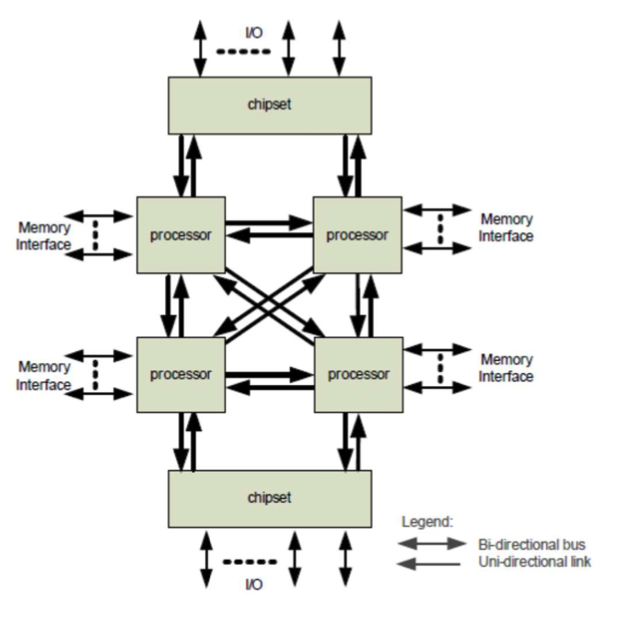 I/O
chipset
processor
processor
Memory
Interface
Memory
Interface
processor
processor
Memory
Interface
Memory
Interface
chipset
I/O
Legend:
Bi-directional bus
Uni-directional link